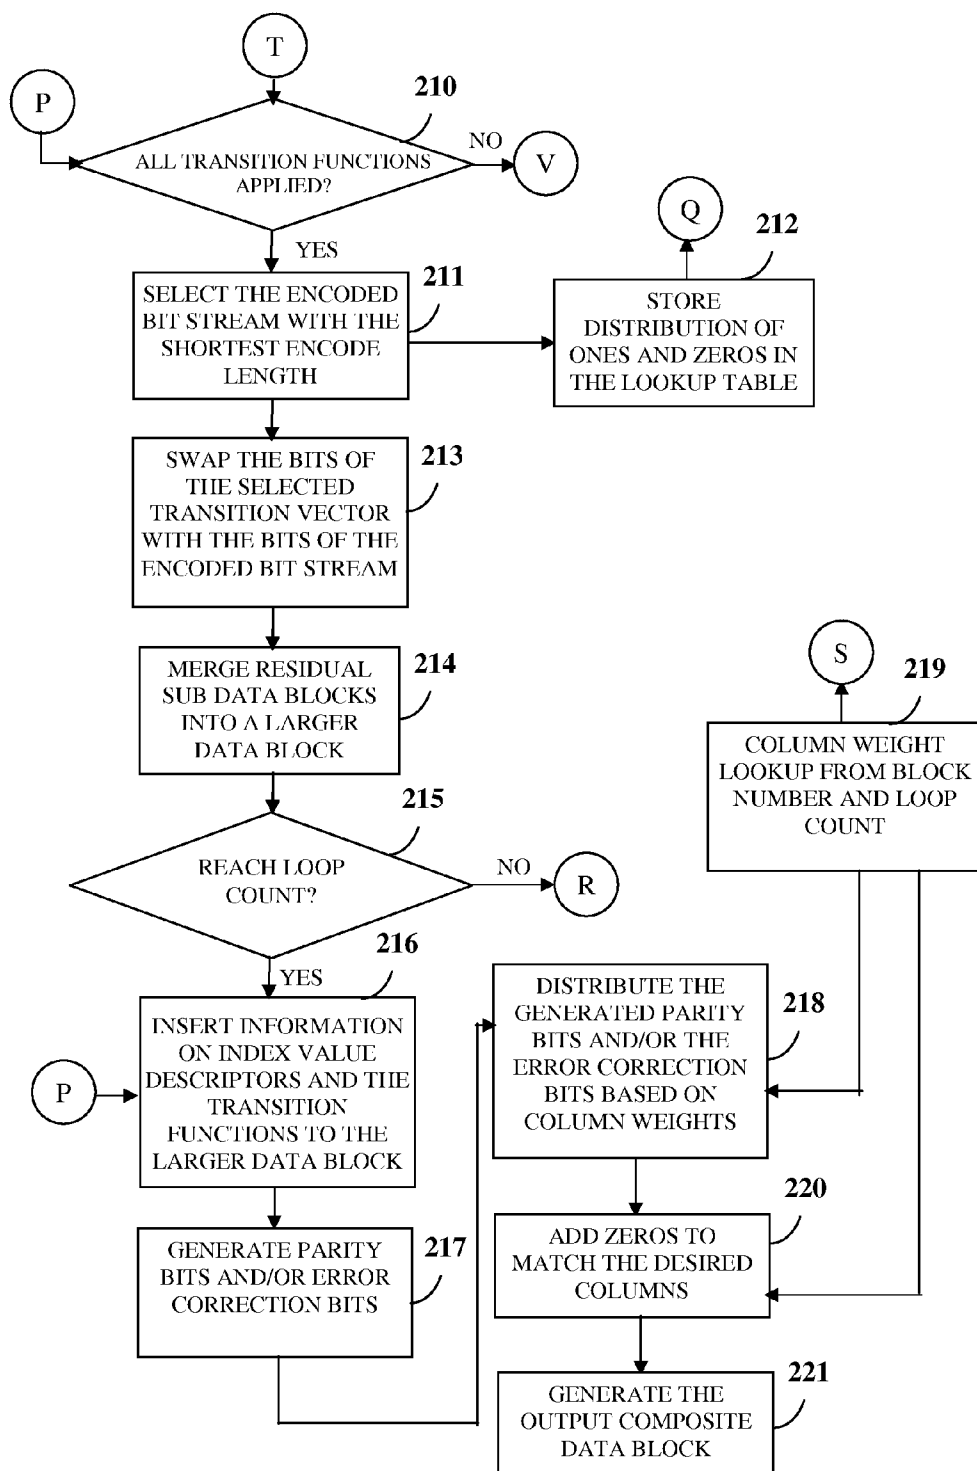 T
P
210
ALL TRANSITION FUNCTIONS
APPLIED?
NO
V
YES
Q
212
211
SELECT THE ENCODED
BIT STREAM WITH THE
SHORTEST ENCODE
LENGTH
STORE
DISTRIBUTION OF
ONES AND ZEROS IN
THE LOOKUP TABLE
213
SWAP THE BITS OF
THE SELECTED
TRANSITION VECTOR
WITH THE BITS OF THE
ENCODED BIT STREAM
214
MERGE RESIDUAL
SUB DATA BLOCKS
INTO A LARGER
DATA BLOCK
S
219
COLUMN WEIGHT
LOOKUP FROM BLOCK
NUMBER AND LOOP
COUNT
215
REACH LOOP
COUNT?
NO
R
YES
216
INSERT INFORMATION
ON INDEX VALUE
DESCRIPTORS AND THE
TRANSITION
FUNCTIONS TO THE
LARGER DATA BLOCK
P
217
GENERATE PARITY
BITS AND/OR ERROR
CORRECTION BITS
218
DISTRIBUTE THE
GENERATED PARITY
BITS AND/OR THE
ERROR CORRECTION
BITS BASED ON
COLUMN WEIGHTS
220
ADD ZEROS TO
MATCH THE DESIRED
COLUMNS
221
GENERATE THE
OUTPUT COMPOSITE
DATA BLOCK